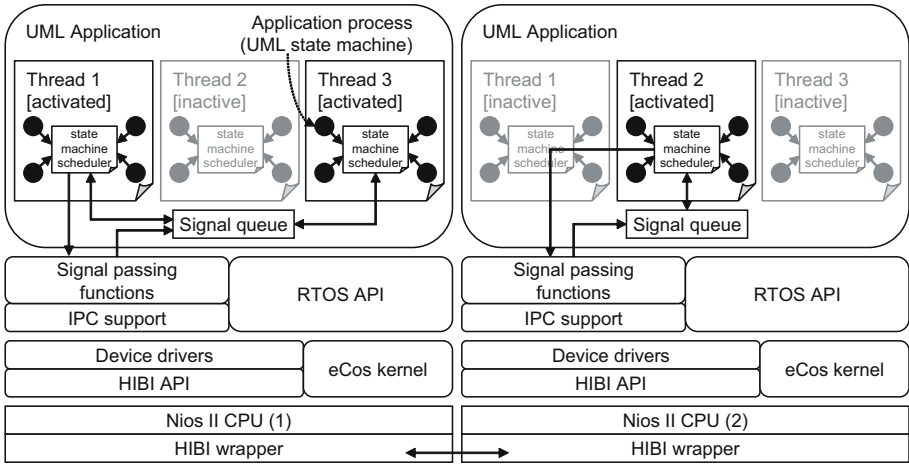 UML Application
Application process
(UML state machine)
Thread 1
[activated]
state
machine
scheduler
Thread 2
[inactive]
state
machine
scheduler
Thread 3
[activated]
state
machine
scheduler
Signal queue
Signal passing
functions
IPC support
RTOS API
Device drivers
HIBI API
eCos kernel
Nios II CPU (1)
HIBI wrapper
UML Application
Thread 1
[inactive]
state
machine
scheduler
Thread 2
[activated]
state
machine
scheduler
Thread 3
[inactive]
state
machine
scheduler
Signal queue
Signal passing
functions
IPC support
RTOS API
Device drivers
HIBI API
eCos kernel
Nios II CPU (2)
HIBI wrapper